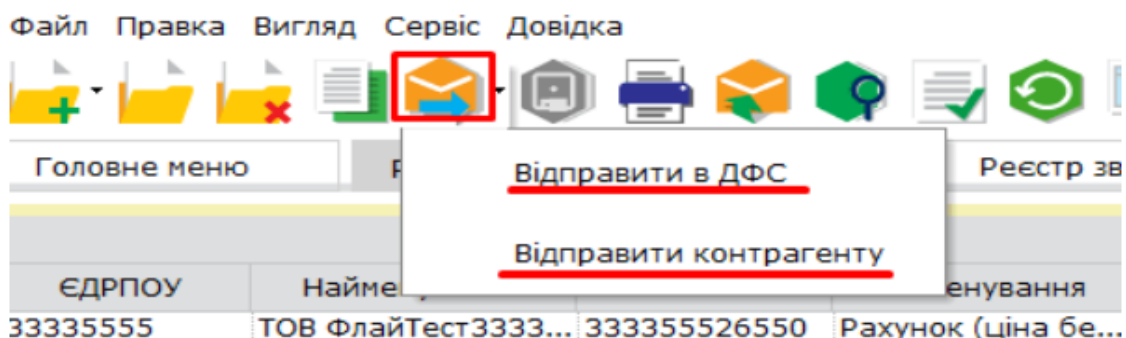 Файл Правка Вигляд Сервіс Довідка
Головне меню Реєстр зв
Відправити в ДФС
Відправити контрагенту
ЄДРПОУ Найме енування
33335555 ТОВ ФлайТест3333... 333355526550 Рахунок (ціна бе...